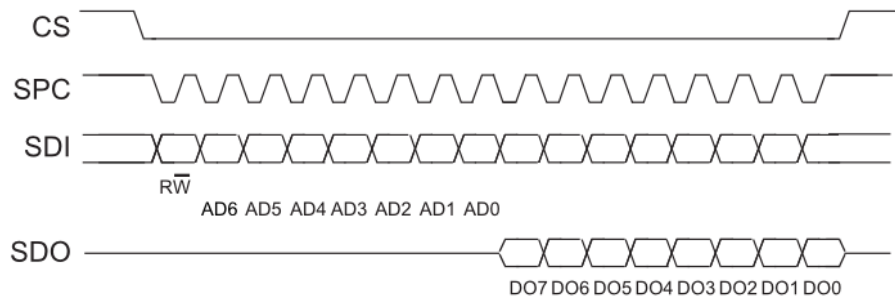 CS
SPC
SDI
RW̅
AD6 AD5 AD4 AD3 AD2 AD1 AD0
SDO
DO7 DO6 DO5 DO4 DO3 DO2 DO1 DO0